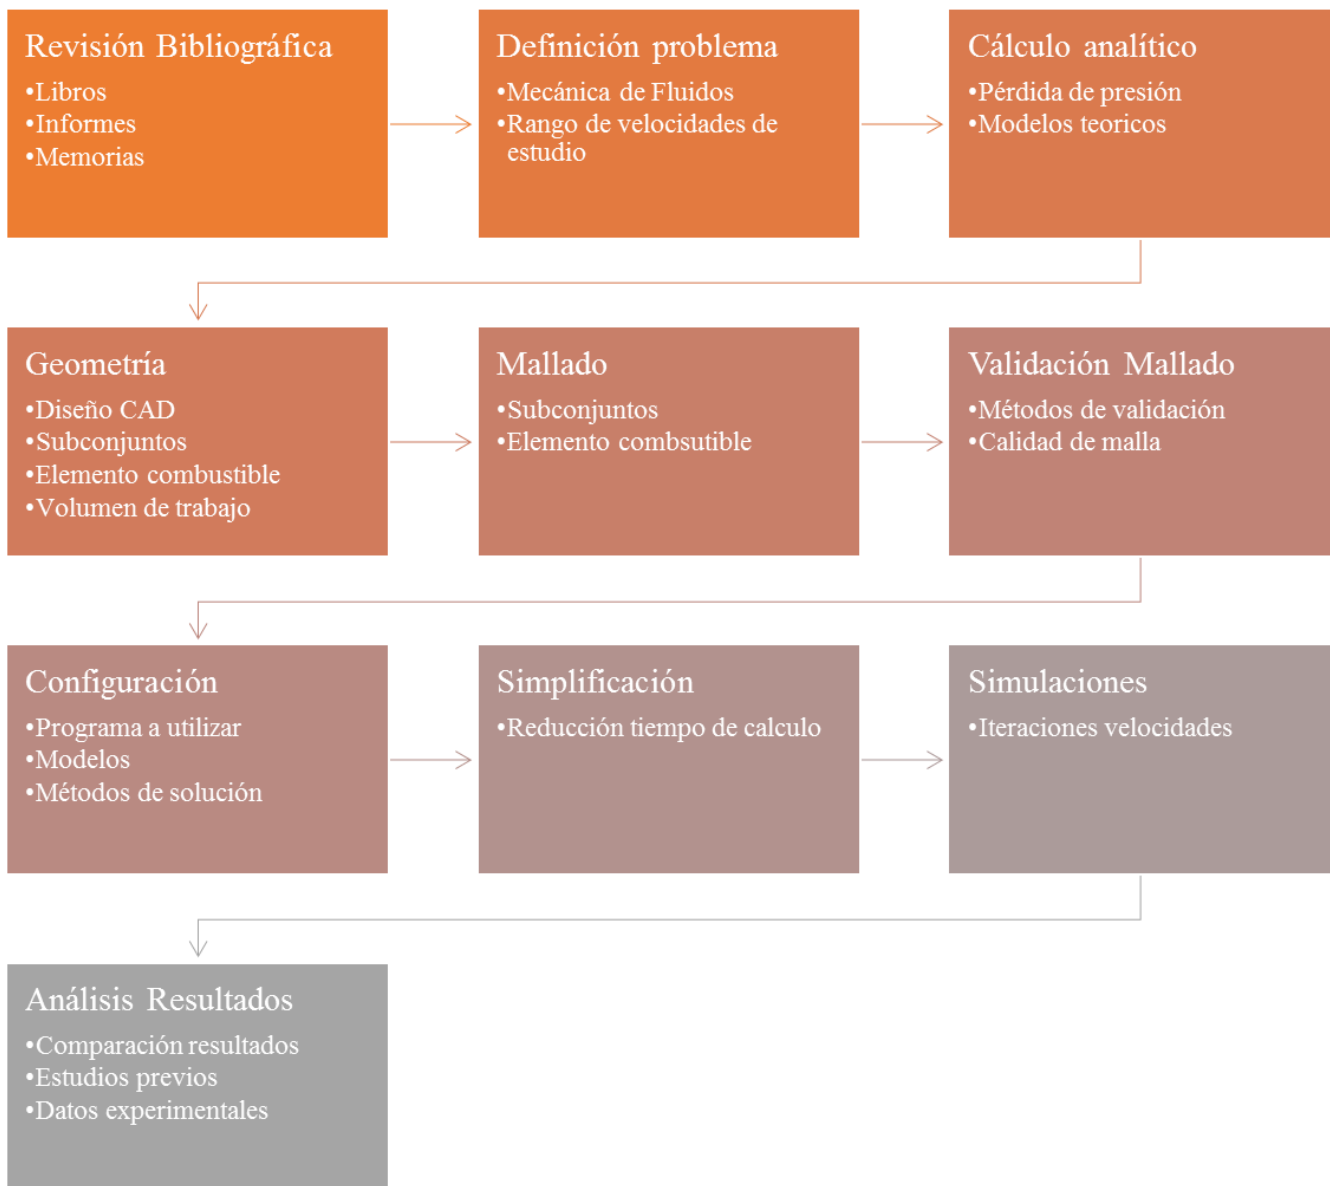 Revisión Bibliográfica
•Libros
•Informes
•Memorias
Definición problema
•Mecánica de Fluidos
•Rango de velocidades de
estudio
Cálculo analítico
•Pérdida de presión
•Modelos teoricos
Geometría
•Diseño CAD
•Subconjuntos
•Elemento combustible
•Volumen de trabajo
Mallado
•Subconjuntos
•Elemento combsutible
Validación Mallado
•Métodos de validación
•Calidad de malla
Configuración
•Programa a utilizar
•Modelos
•Métodos de solución
Simplificación
•Reducción tiempo de calculo
Simulaciones
•Iteraciones velocidades
Análisis Resultados
•Comparación resultados
•Estudios previos
•Datos experimentales